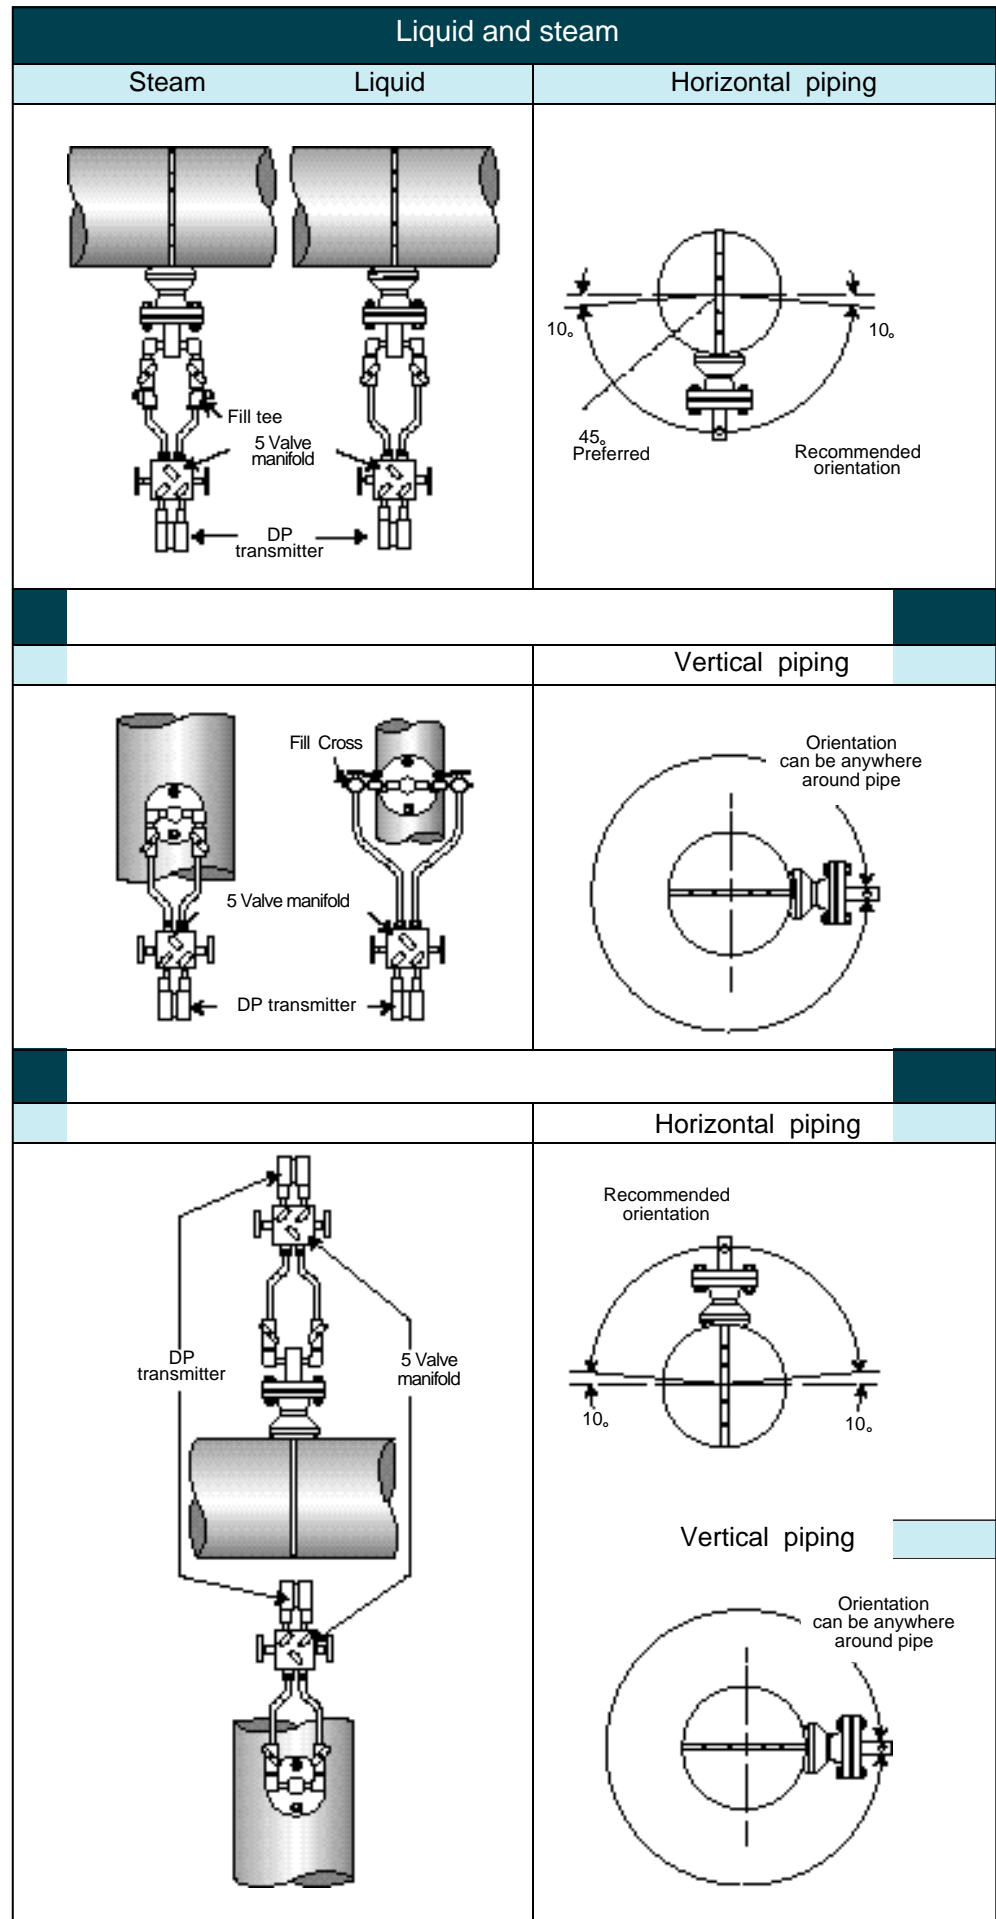 Liquid and steam
Steam
Liquid
Horizontal piping
Fill tee
5 Valve
manifold
DP
transmitter
10°
10°
45°
Preferred
Recommended
orientation
Vertical piping
Fill Cross
5 Valve manifold
DP transmitter
Orientation
can be anywhere
around pipe
Horizontal piping
DP
transmitter
5 Valve
manifold
Recommended
orientation
10°
10°
Vertical piping
Orientation
can be anywhere
around pipe